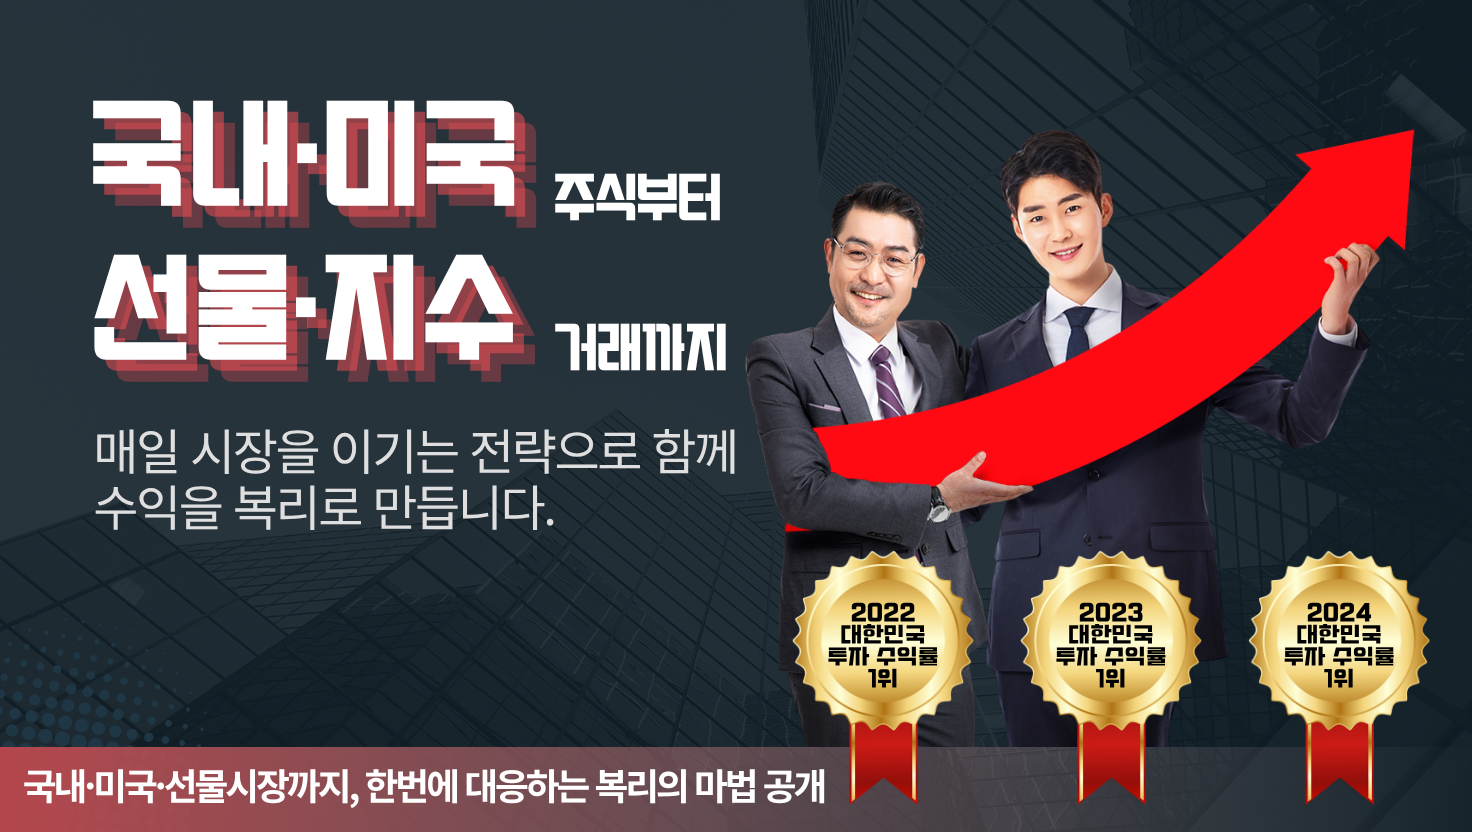 국내·미국 주식부터
선물·지수 거래까지
매일 시장을 이기는 전략으로 함께
수익을 복리로 만듭니다.
2022
대한민국
투자 수익률
1위
2023
대한민국
투자 수익률
1위
2024
대한민국
투자 수익률
1위
국내·미국·선물시장까지, 한번에 대응하는 복리의 마법 공개